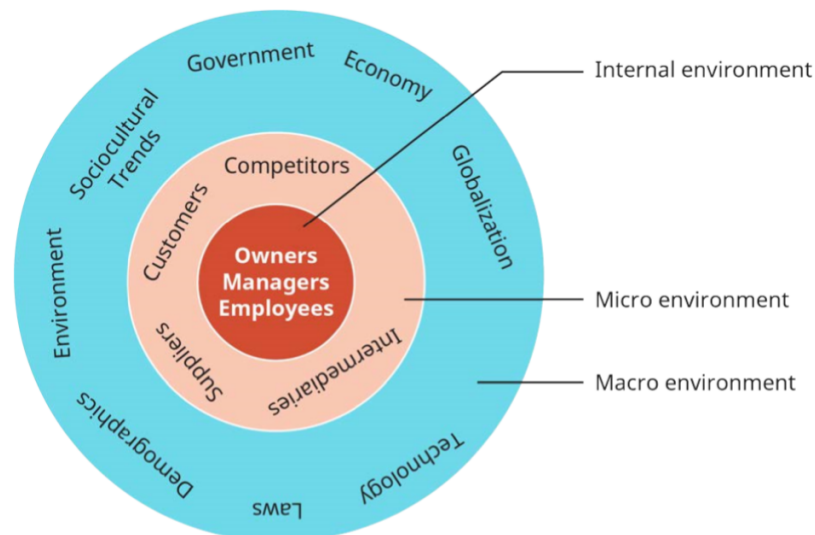 Government
Economy
Internal environment
Sociocultural
Trends
Globalization
Competitors
Customers
Owners
Managers
Employees
Environment
Micro environment
Suppliers
Intermediaries
Macro environment
Demographics
Technology
Laws